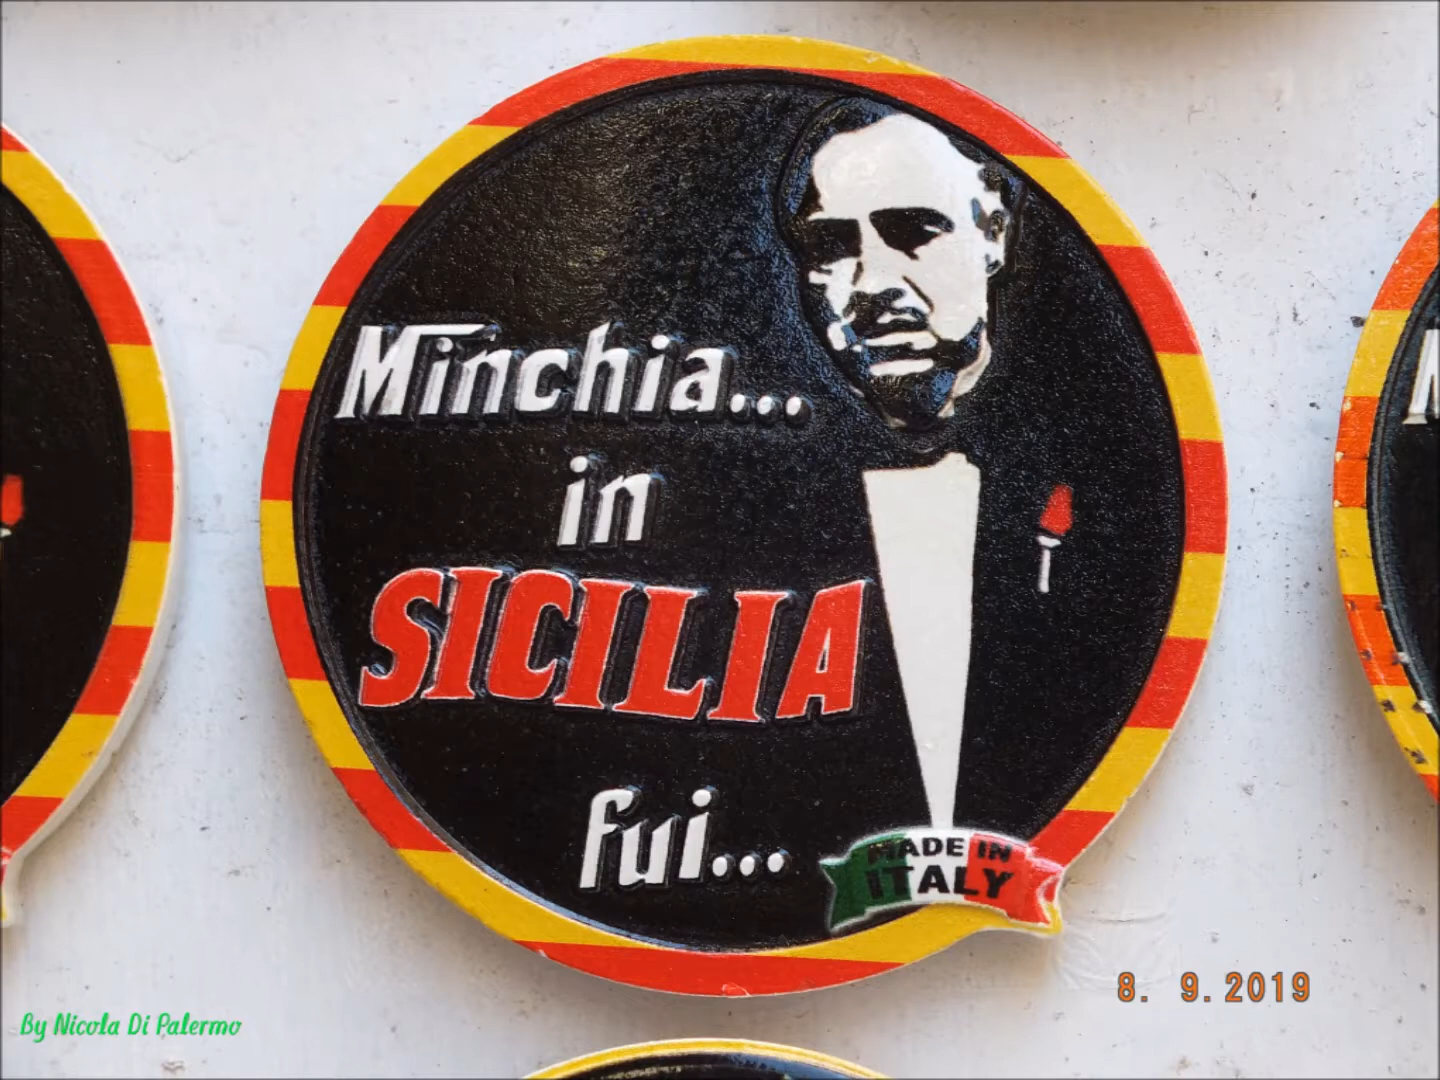 Minchia...
in
SICILIA
fui...
MADE IN
ITALY
8. 9.2019
By Nicola Di Palermo